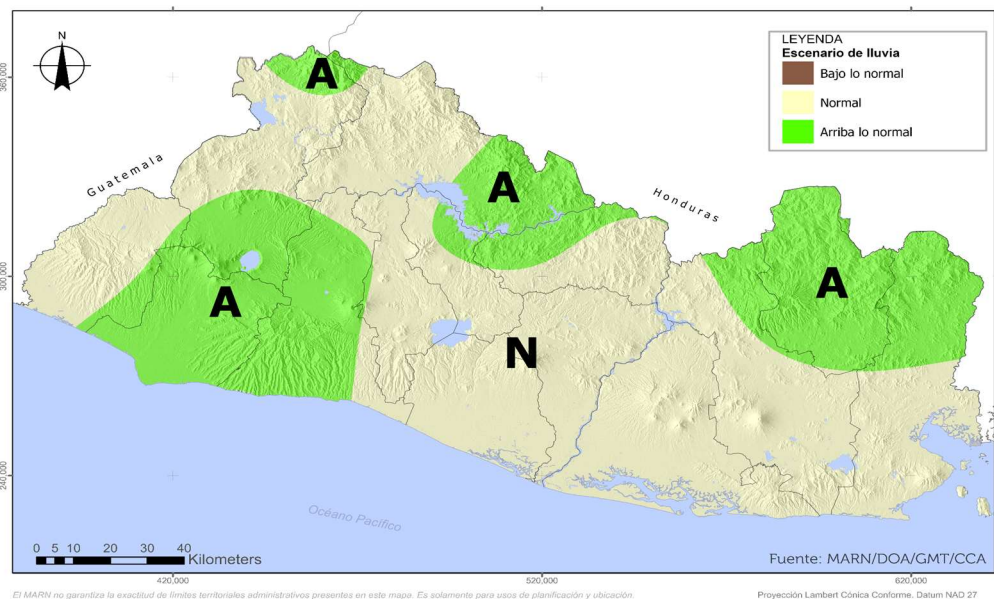 N
LEYENDA
Escenario de lluvia
Bajo lo normal
Normal
Arriba lo normal
A
360,000
Guatemala
A
Honduras
A
A
300,000
N
240,000
Océano Pacífico
0 5 10 20 30 40
Kilometers
Fuente: MARN/DOA/GMT/CCA
420,000 520,000 620,000
El MARN no garantiza la exactitud de límites territoriales administrativos presentes en este mapa. Es solamente para usos de planificación y ubicación.
Proyección Lambert Cónica Conforme. Datum NAD 27